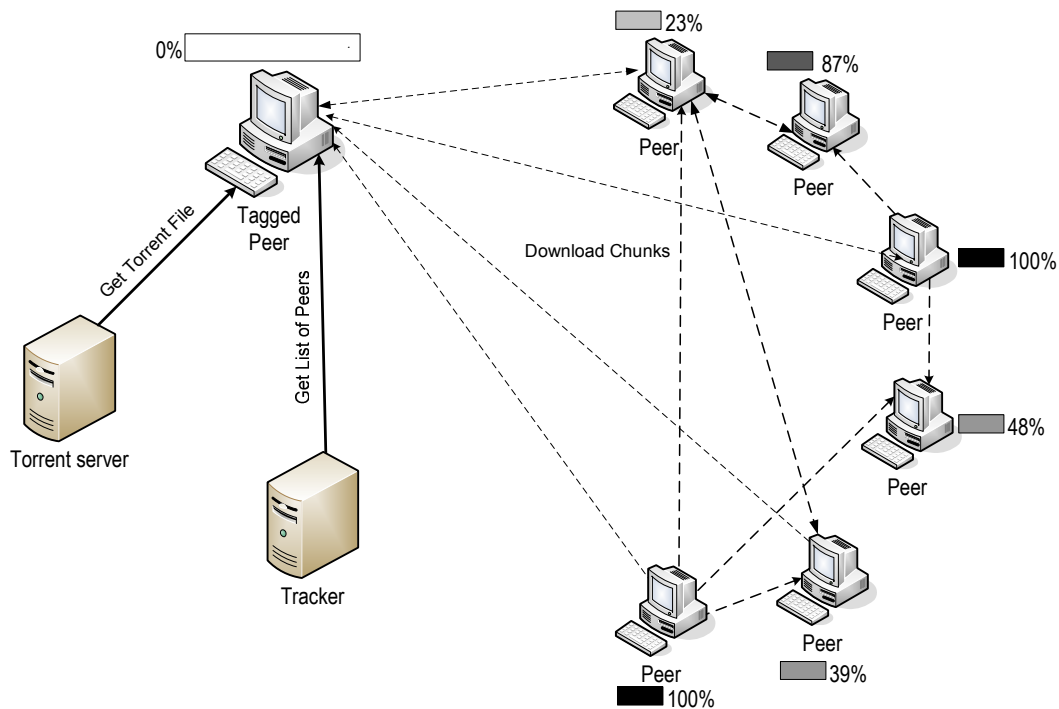 0%
23%
87%
Peer
Peer
Tagged
Peer
Get Torrent File
Download Chunks
100%
Peer
Get List of Peers
48%
Torrent server
Peer
Tracker
Peer
39%
Peer
100%